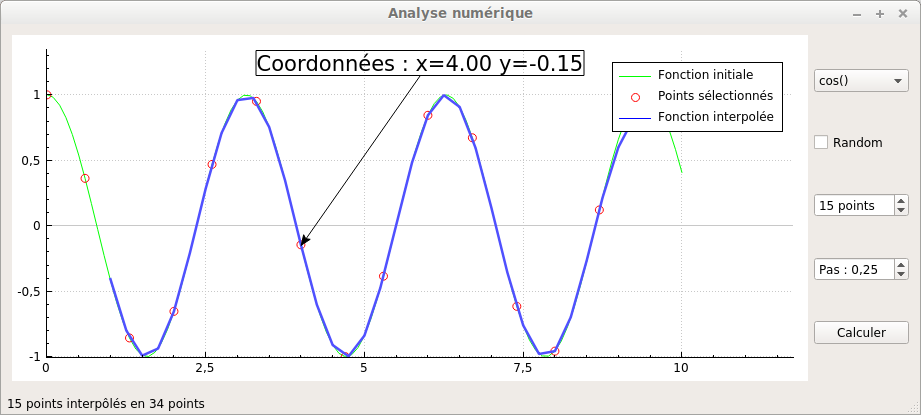 Analyse numérique
Coordonnées : x=4.00 y=-0.15
Fonction initiale
Points sélectionnés
Fonction interpolée
1
0,5
0
-0,5
-1
0
2,5
5
7,5
10
cos()
Random
15 points
Pas : 0,25
Calculer
15 points interpôlés en 34 points